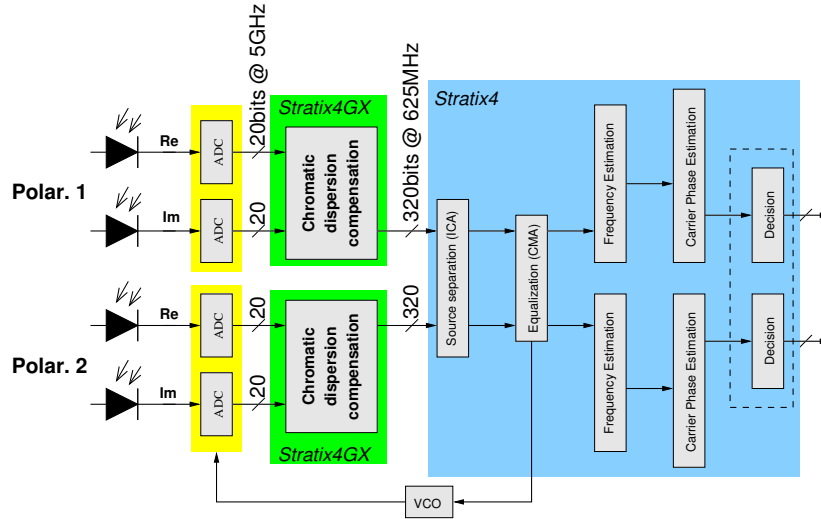 20bits @ 5GHz
320bits @ 625MHz
Stratix4GX
Stratix4
Polar. 1
Re
ADC
Im
ADC
20
Chromatic
dispersion
compensation
Source separation (ICA)
Equalization (CMA)
Frequency Estimation
Carrier Phase Estimation
Decision
Polar. 2
Re
ADC
20
Im
ADC
20
Chromatic
dispersion
compensation
320
Stratix4GX
Frequency Estimation
Carrier Phase Estimation
Decision
VCO